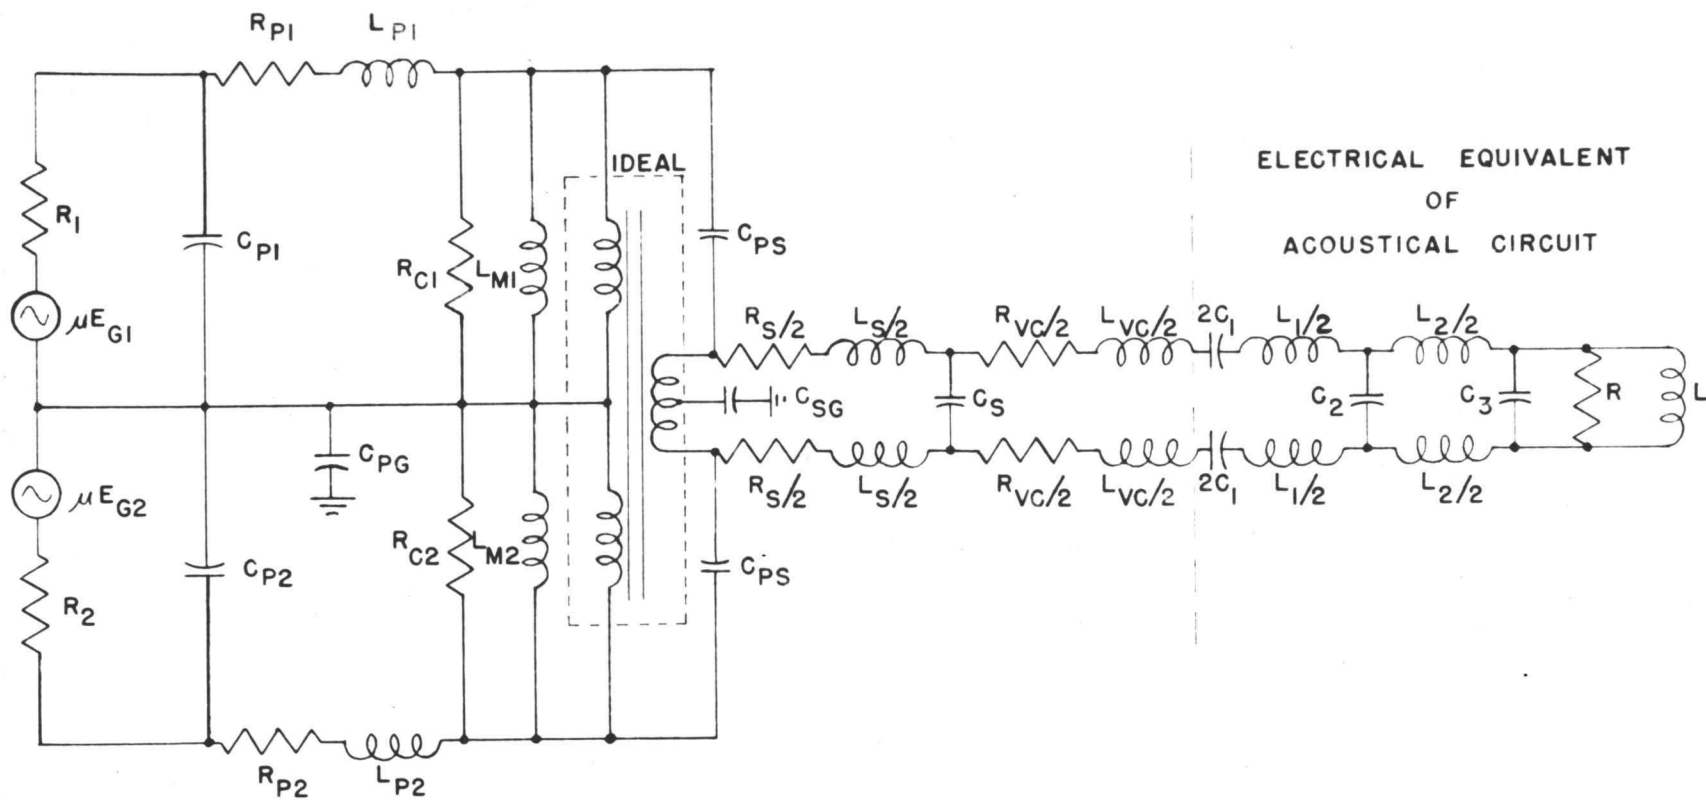 R_P1
L_P1
IDEAL
ELECTRICAL EQUIVALENT
OF
ACOUSTICAL CIRCUIT
R_1
C_P1
R_C1
L_M1
C_PS
μE_G1
R_S/2
L_S/2
R_VC/2
L_VC/2
2C_1
L_1/2
L_2/2
C_SG
C_S
C_2
C_3
R
L
C_PG
μE_G2
R_S/2
L_S/2
R_VC/2
L_VC/2
2C_1
L_1/2
L_2/2
R_2
C_P2
R_C2
L_M2
C_PS
R_P2
L_P2